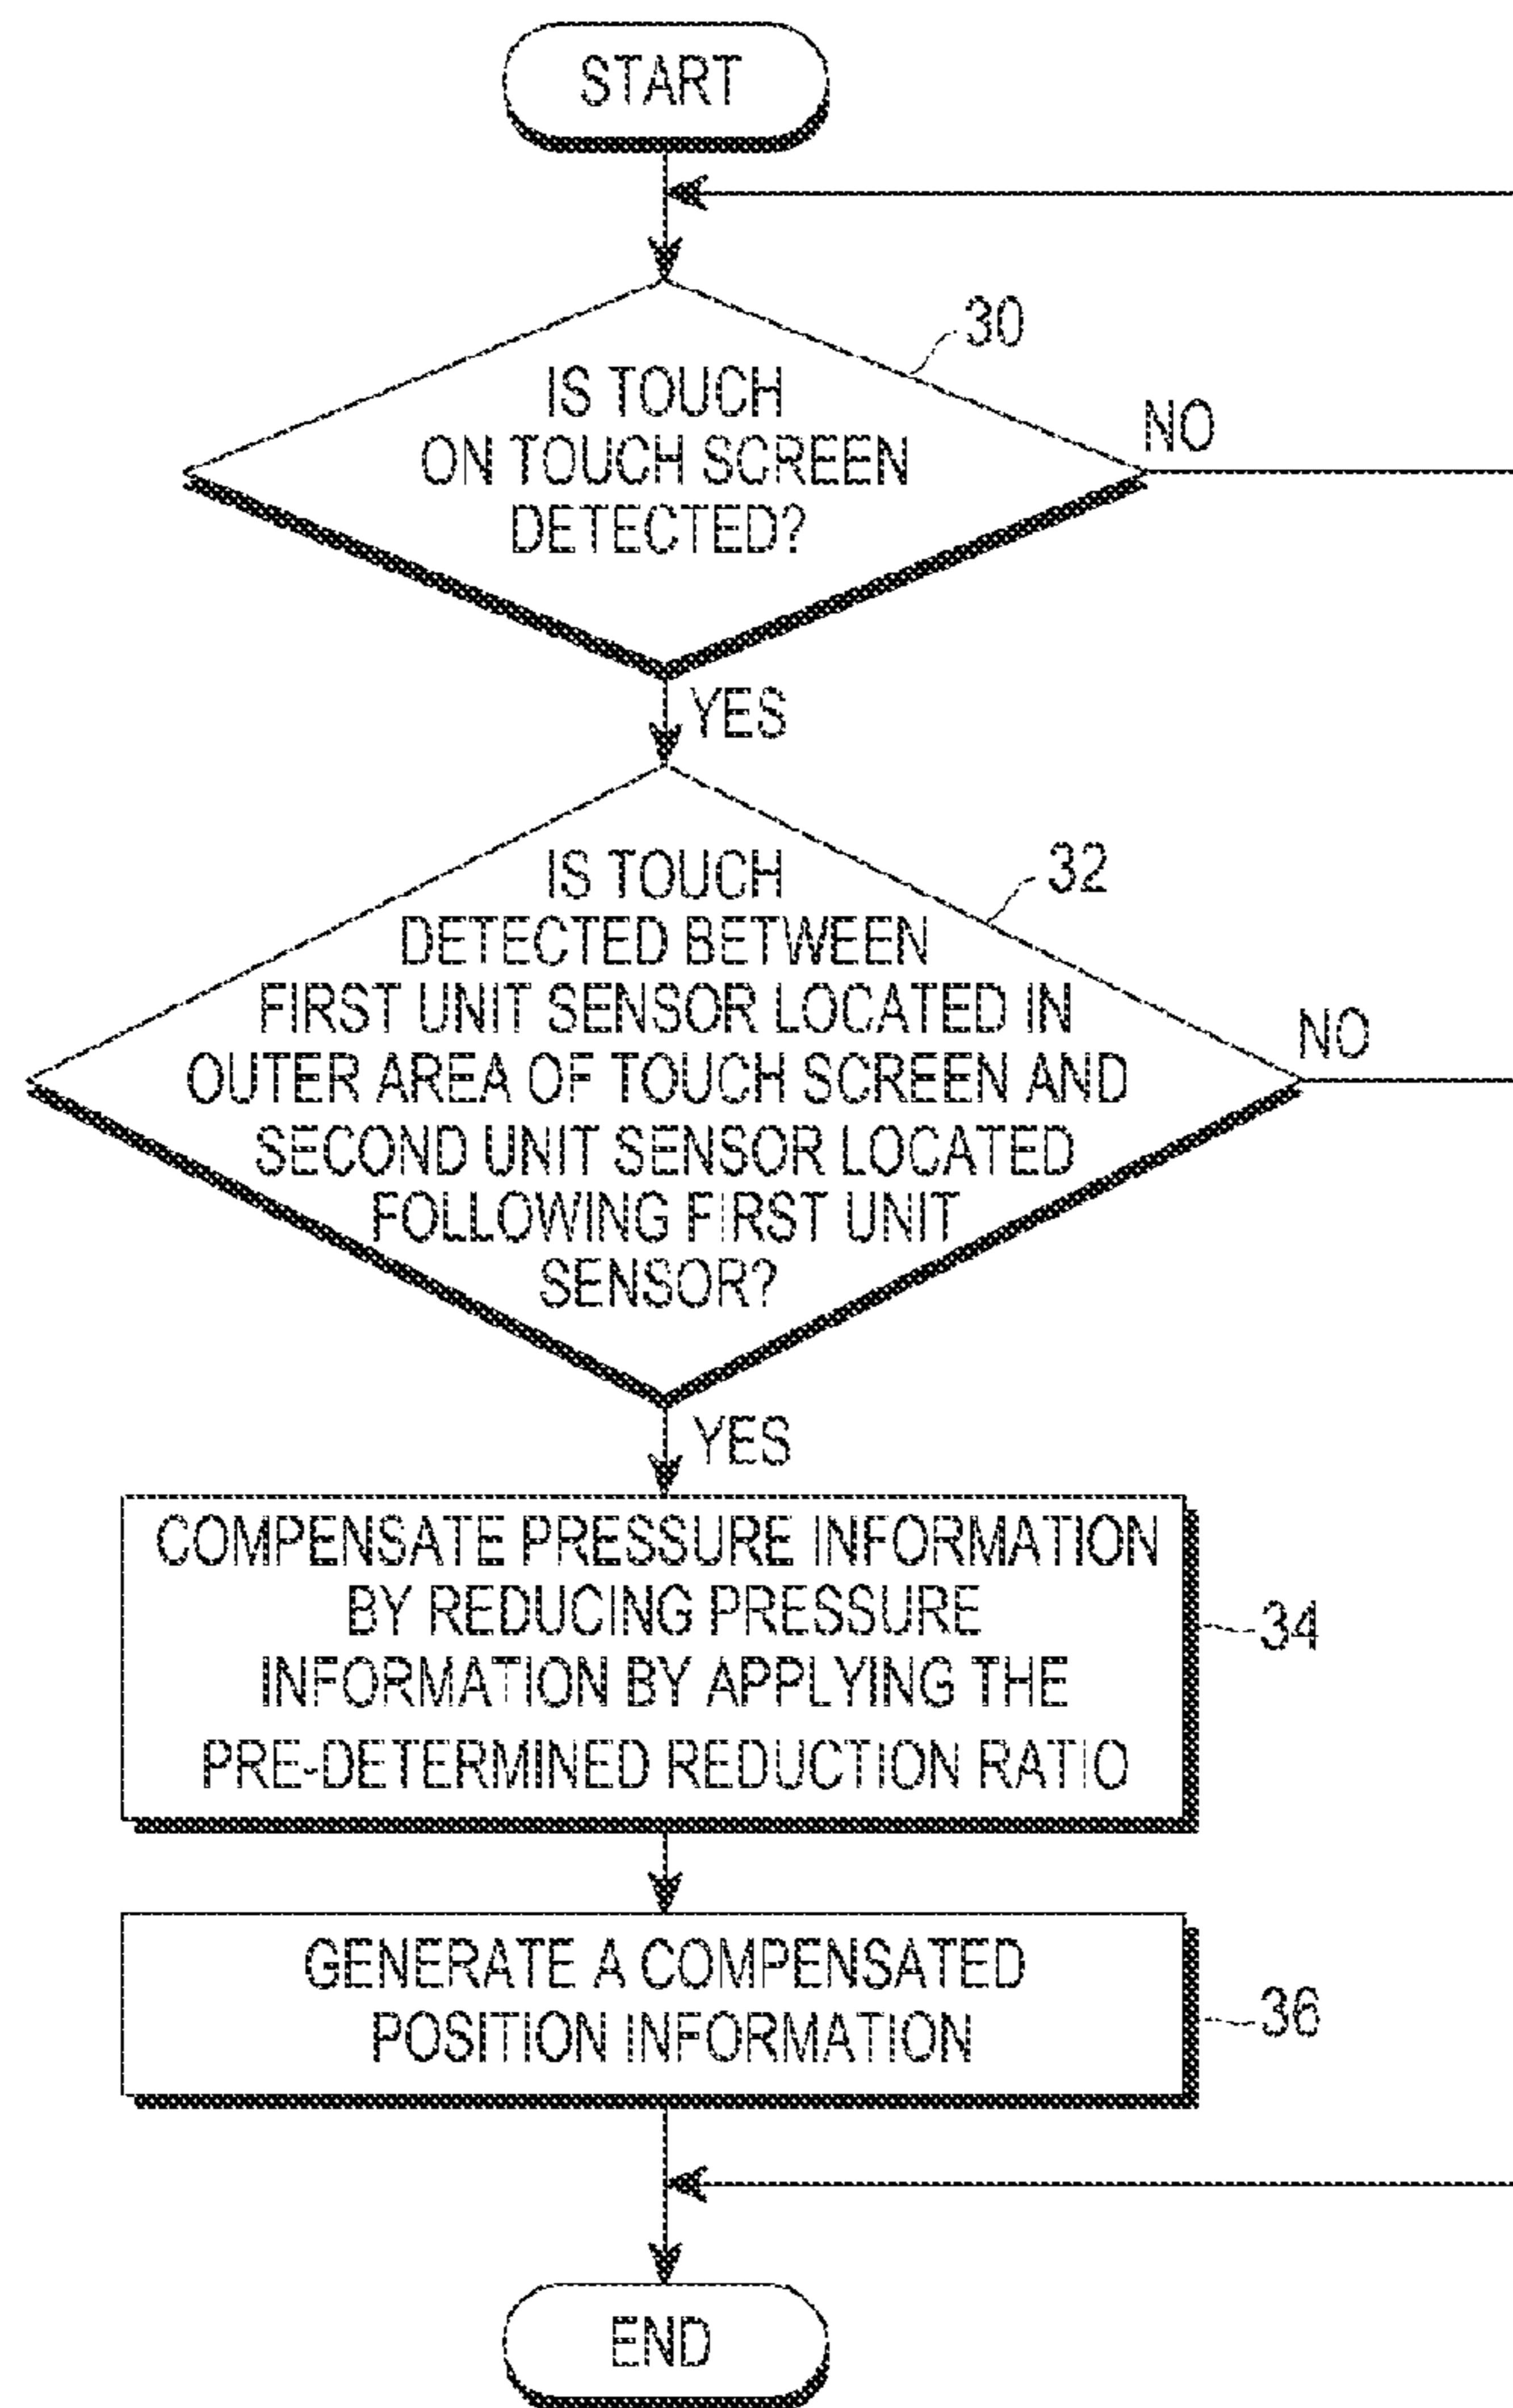 START
30
IS TOUCH
ON TOUCH SCREEN
DETECTED?
NO
YES
32
IS TOUCH
DETECTED BETWEEN
FIRST UNIT SENSOR LOCATED IN
OUTER AREA OF TOUCH SCREEN AND
SECOND UNIT SENSOR LOCATED
FOLLOWING FIRST UNIT
SENSOR?
NO
YES
COMPENSATE PRESSURE INFORMATION
BY REDUCING PRESSURE
INFORMATION BY APPLYING THE
PRE-DETERMINED REDUCTION RATIO
34
GENERATE A COMPENSATED
POSITION INFORMATION
36
END